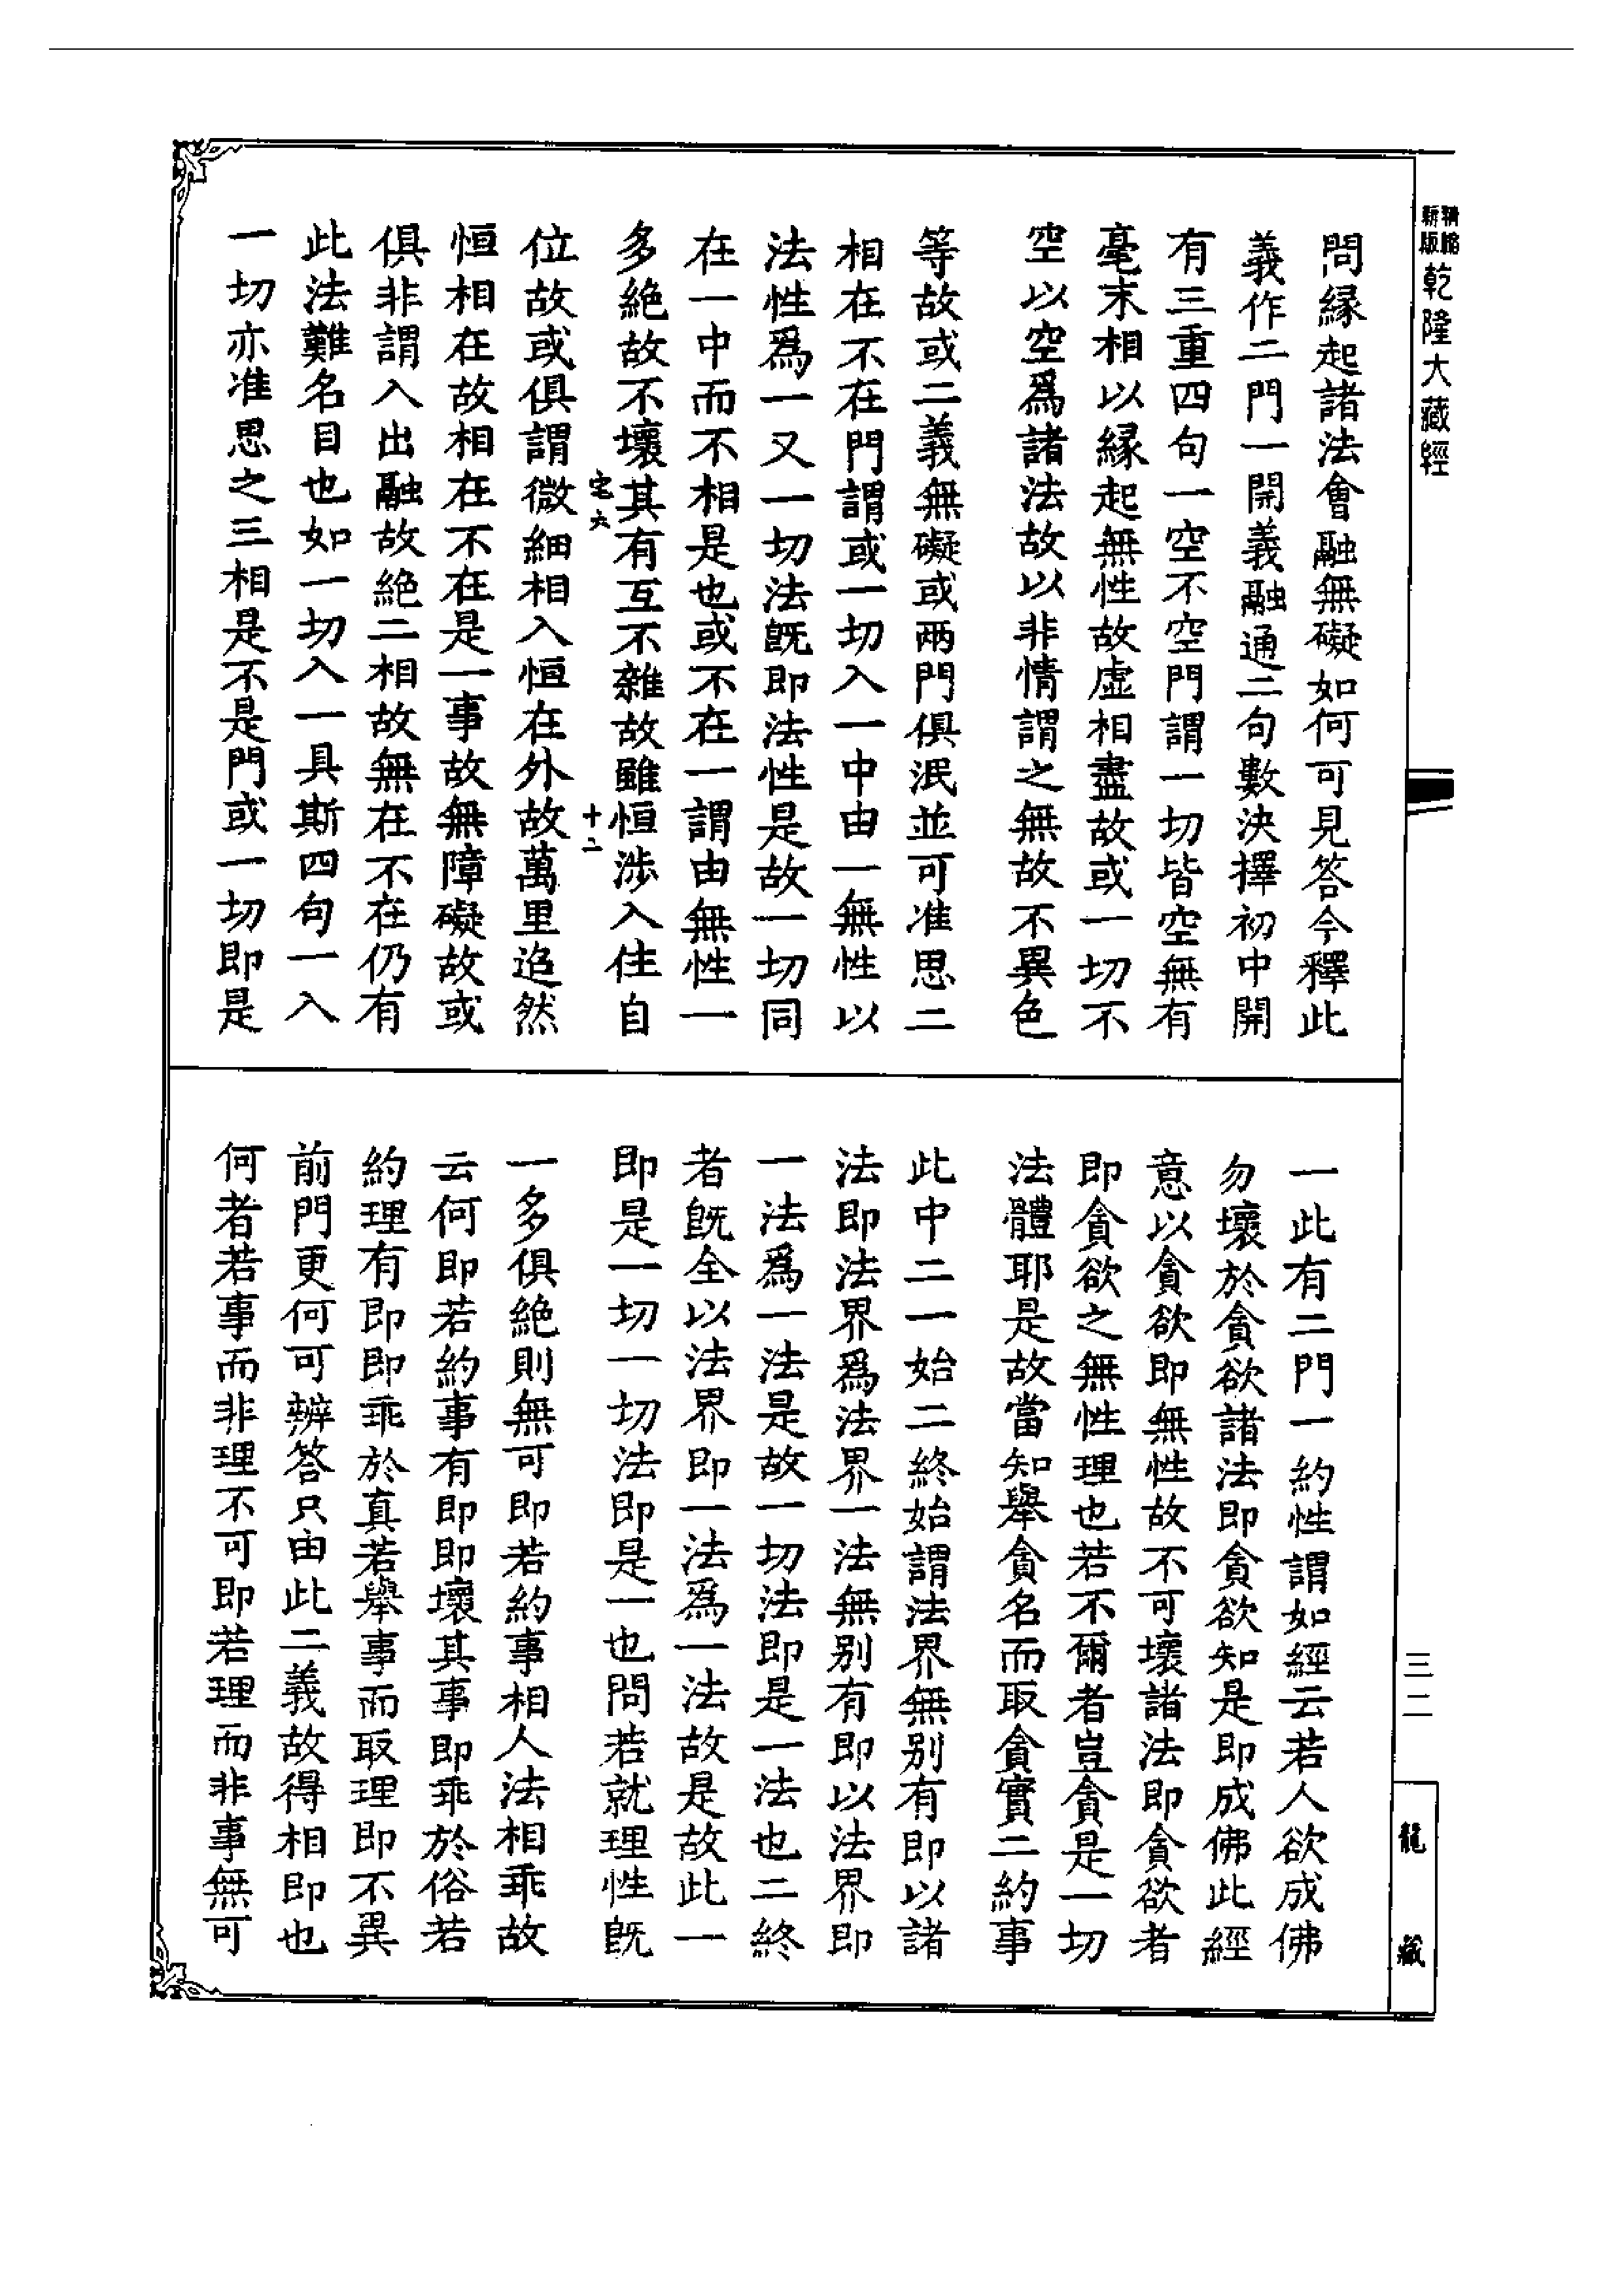 精縮
新版
乾隆大藏經
問緣起諸法會融無礙如何可見答今釋此
義作二門一開義融通二句數決擇初中開
有三重四句一空不空門謂一切皆空無有
毫末相以緣起無性故虛相盡故或一切不
空以空爲諸法故以非情謂之無故不異色
等故或二義無礙或兩門俱泯並可准思二
相在不在門謂或一切入一中由一無性以
法性爲一又一切法旣即法性是故一切同
在一中而不相是也或不在一謂由無性一
多絕故不壞其有互不雜故雖恒涉入住自
宅六
十二
位故或俱謂微細相入恒在外故萬里迢然
恒相在故相在不在是一事故無障礙故或
俱非謂入出融故絕二相故無在不在仍有
此法難名目也如一切入一具斯四句一入
一切亦准思之三相是不是門或一切即是
一此有二門一約性謂如經云若人欲成佛
勿壞於貪欲諸法即貪欲知是即成佛此經
意以貪欲即無性故不可壞諸法即貪欲者
即貪欲之無性理也若不爾者豈貪是一切
法體耶是故當知舉貪名而取貪實二約事
此中二一始二終始謂法界無別有即以諸
法即法界爲法界一法無別有即以法界即
一法爲一法是故一切法即是一法也二終
者旣全以法界即一法爲一法故是故此一
即是一切一切法即是一也問若就理性旣
一多俱絕則無可即若約事相人法相乖故
云何即若約事有即即壞其事即乖於俗若
約理有即即乖於真若舉事而取理即不異
前門更何可辨答只由此二義故得相即也
何者若事而非理不可即若理而非事無可
三二
龍藏